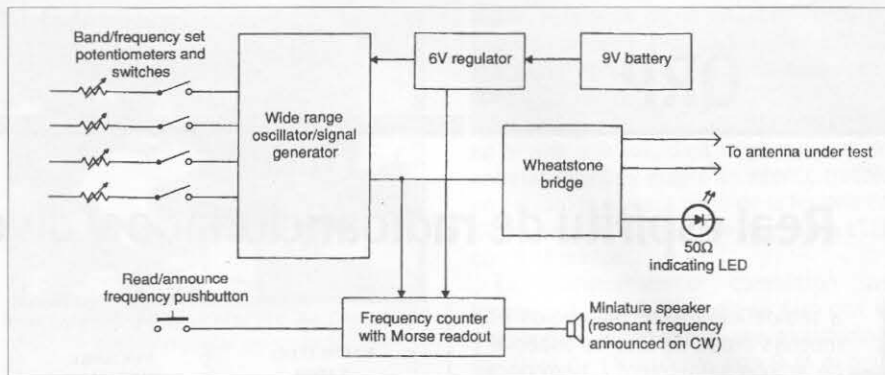 Band/frequency set
potentiometers and
switches
Wide range
oscillator/signal
generator
6V regulator
9V battery
Wheatstone
bridge
To antenna under test
50Ω
indicating LED
Read/announce
frequency pushbutton
Frequency counter
with Morse readout
Miniature speaker
(resonant frequency
announced on CW)